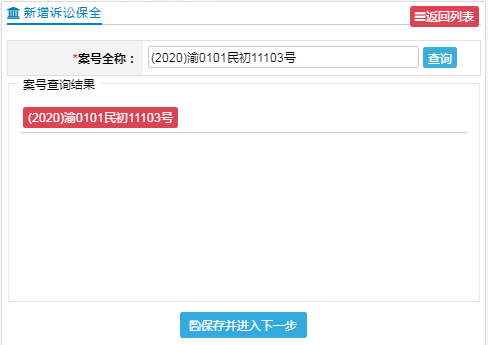 新增诉讼保全
返回列表
*案号全称：
(2020)渝0101民初11103号
查询
案号查询结果
(2020)渝0101民初11103号
保存并进入下一步